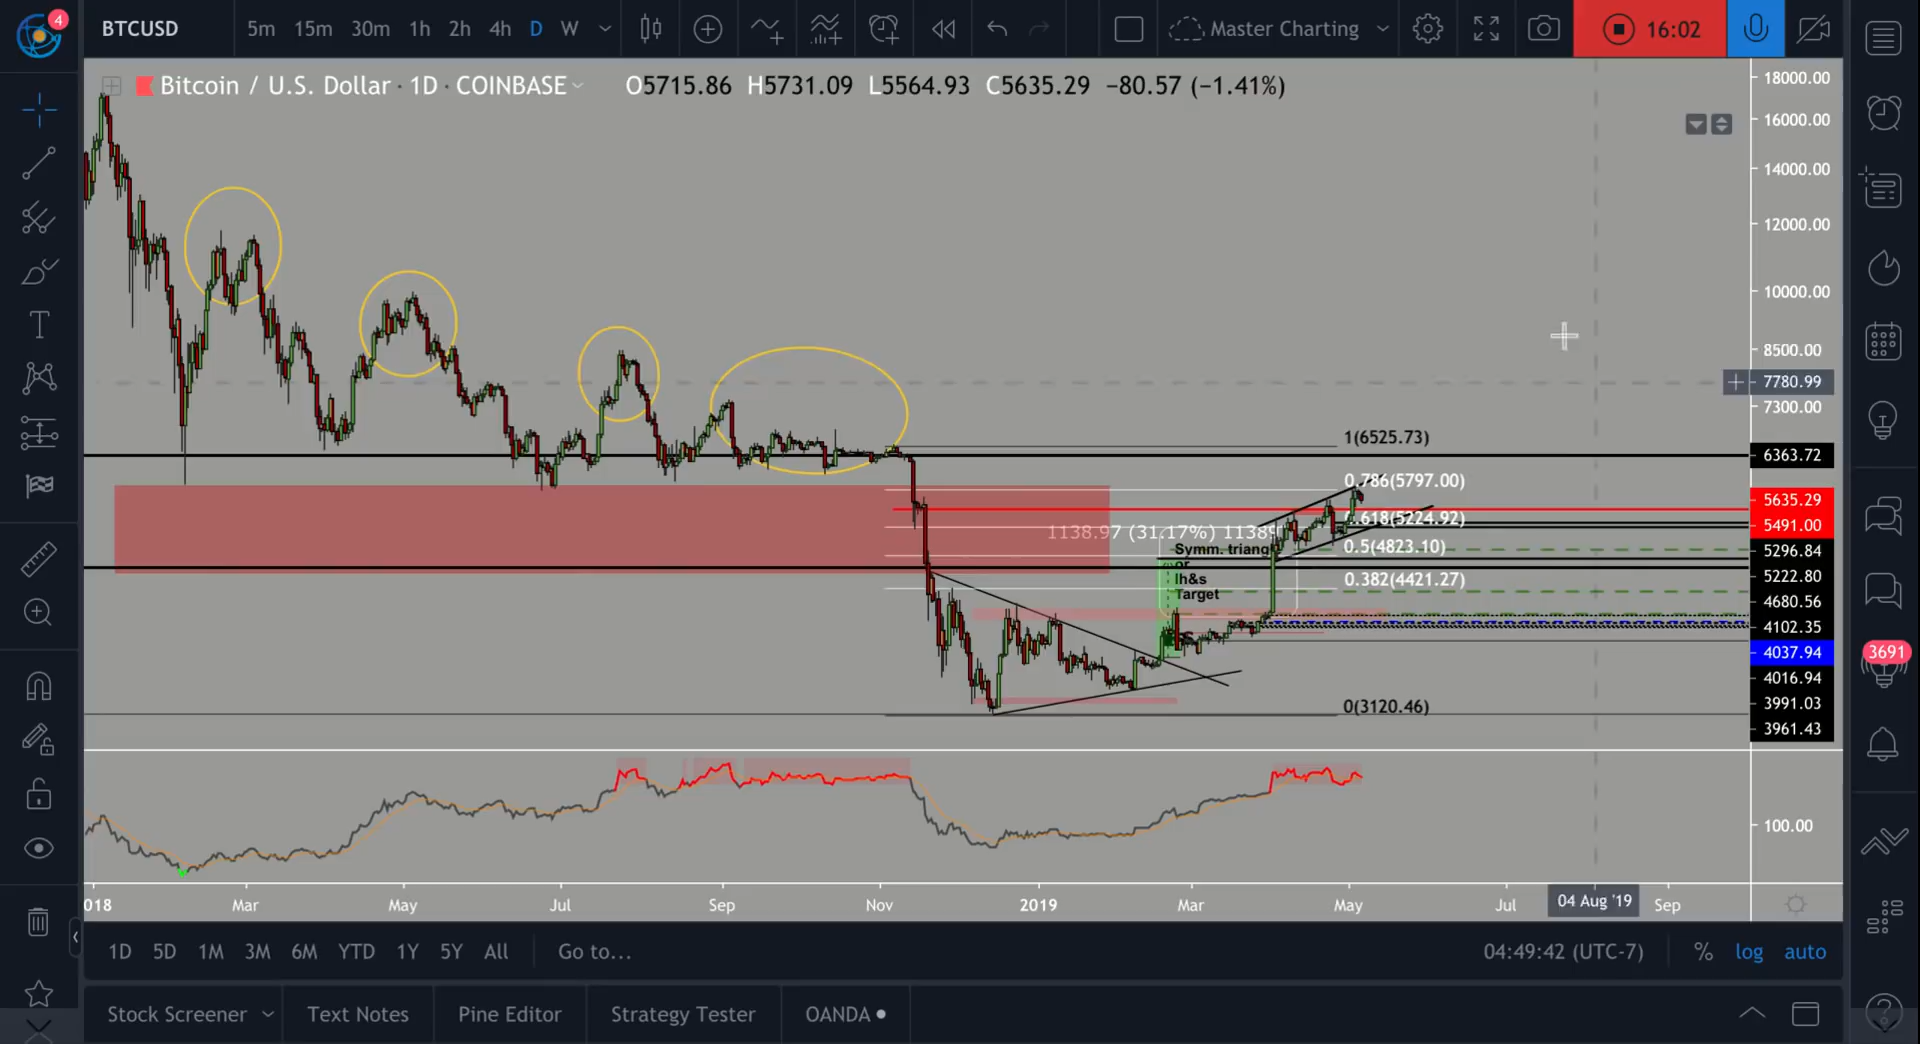 4
BTCUSD
5m 15m 30m 1h 2h 4h D W
Master Charting
16:02
Bitcoin / U.S. Dollar · 1D · COINBASE
O5715.86 H5731.09 L5564.93 C5635.29 −80.57 (−1.41%)
18000.00
16000.00
14000.00
12000.00
10000.00
8500.00
7780.99
7300.00
1(6525.73)
6363.72
0.786(5797.00)
5635.29
0.618(5224.92)
5491.00
1138.97 (31.17%)
0.5(4823.10)
5296.84
Symm. triang
or
Ih&s
Target
5222.80
0.382(4421.27)
4680.56
4102.35
4037.94
3691
4016.94
3991.03
0(3120.46)
3961.43
100.00
018 Mar May Jul Sep Nov 2019 Mar May Jul 04 Aug '19 Sep
1D 5D 1M 3M 6M YTD 1Y 5Y All Go to...
04:49:42 (UTC-7) % log auto
Stock Screener Text Notes Pine Editor Strategy Tester OANDA